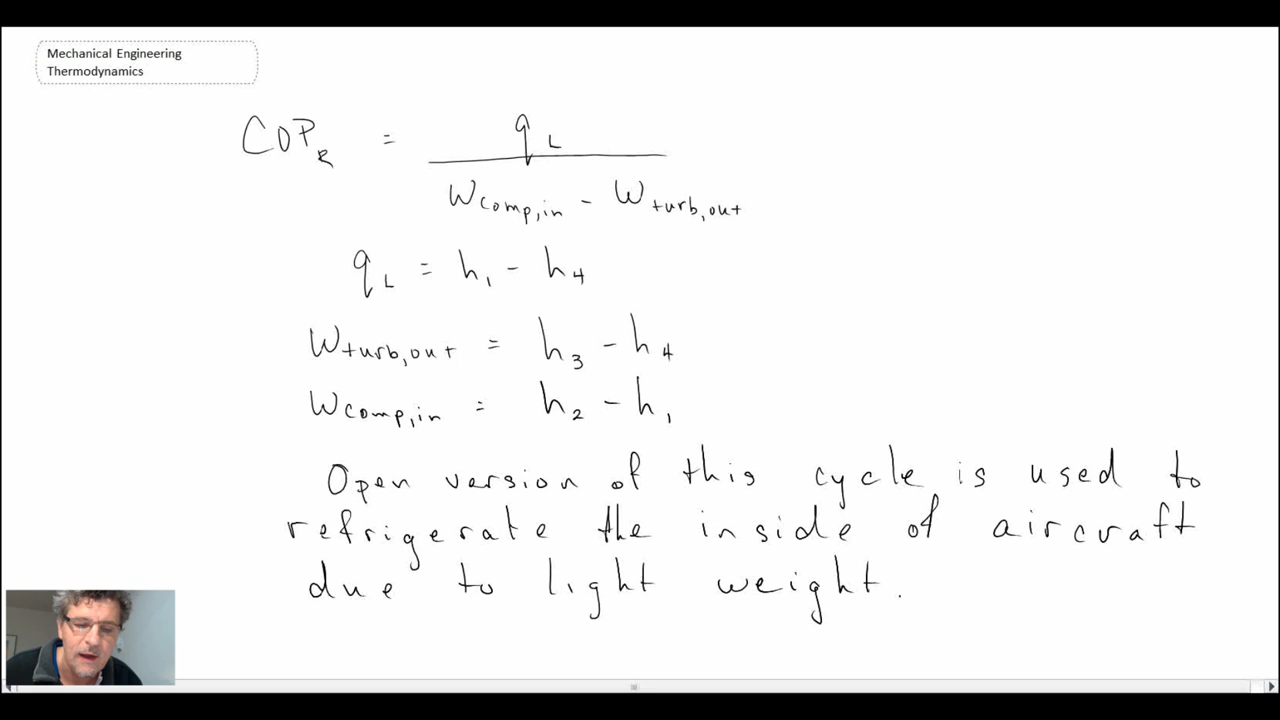 Mechanical Engineering
Thermodynamics
COP_R = q_L / (w_comp,in - w_turb,out)
q_L = h_1 - h_4
w_turb,out = h_3 - h_4
w_comp,in = h_2 - h_1
Open version of this cycle is used to
refrigerate the inside of aircraft
due to light weight.